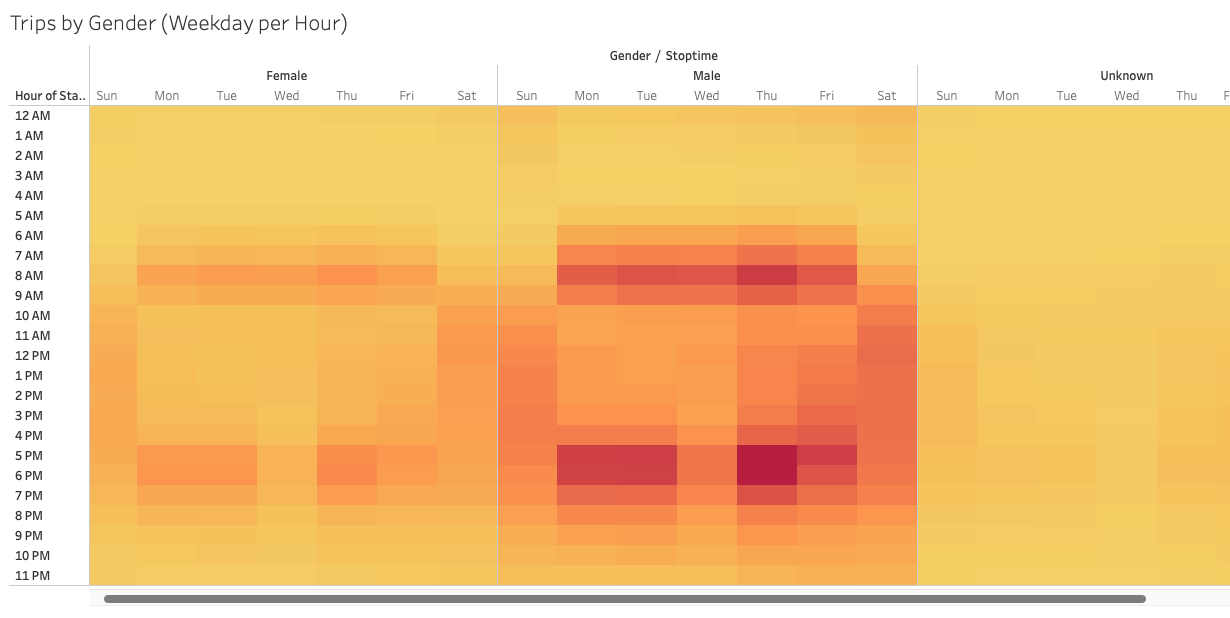 Trips by Gender (Weekday per Hour)
Gender / Stoptime
Female Male Unknown
Hour of Sta.. Sun Mon Tue Wed Thu Fri Sat Sun Mon Tue Wed Thu Fri Sat Sun Mon Tue Wed Thu F
12 AM
1 AM
2 AM
3 AM
4 AM
5 AM
6 AM
7 AM
8 AM
9 AM
10 AM
11 AM
12 PM
1 PM
2 PM
3 PM
4 PM
5 PM
6 PM
7 PM
8 PM
9 PM
10 PM
11 PM